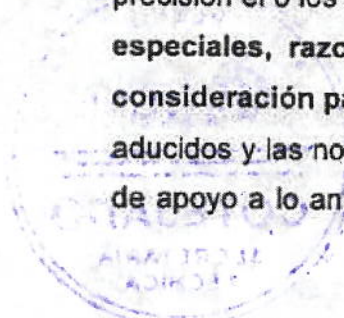 precisión el o los
especiales, razo
consideración pa
aducidos y las no
de apoyo a lo an